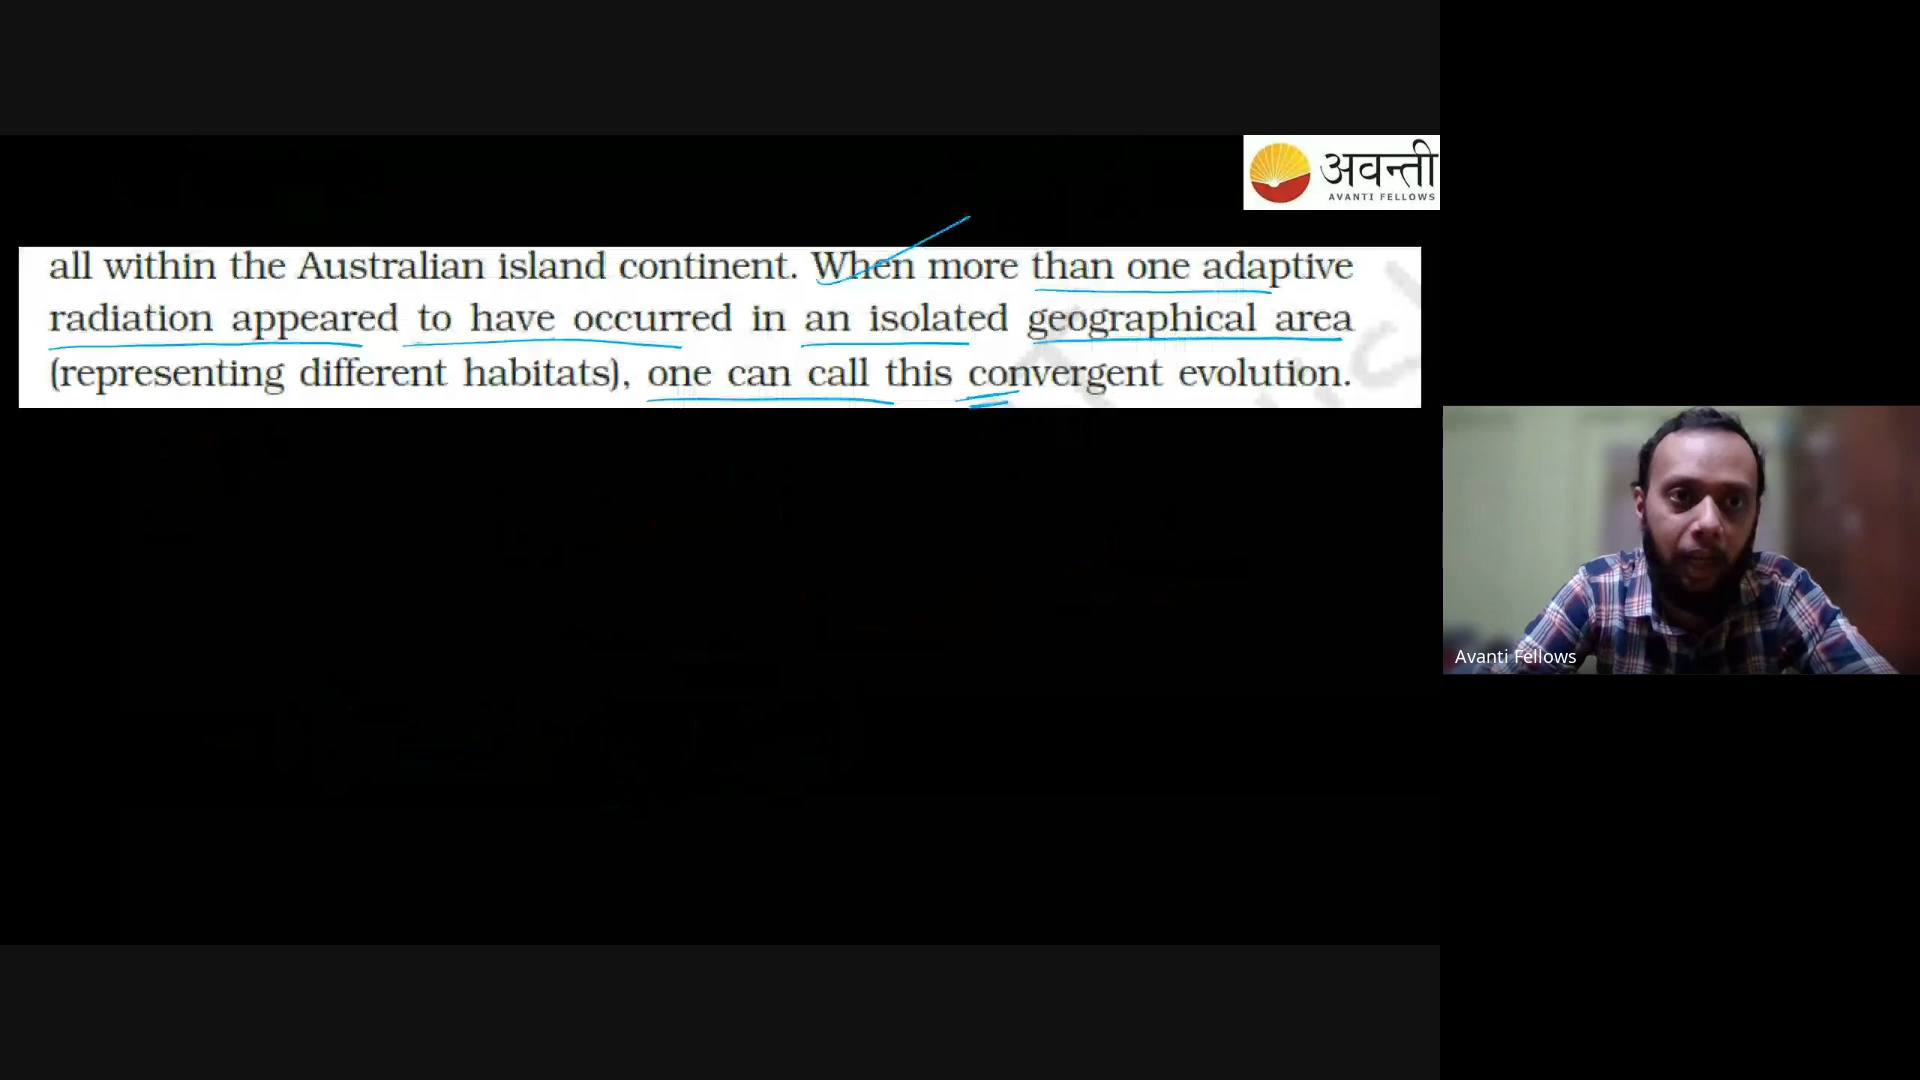 अवन्ती
AVANTI FELLOWS
all within the Australian island continent. When more than one adaptive
radiation appeared to have occurred in an isolated geographical area
(representing different habitats), one can call this convergent evolution.
Avanti Fellows